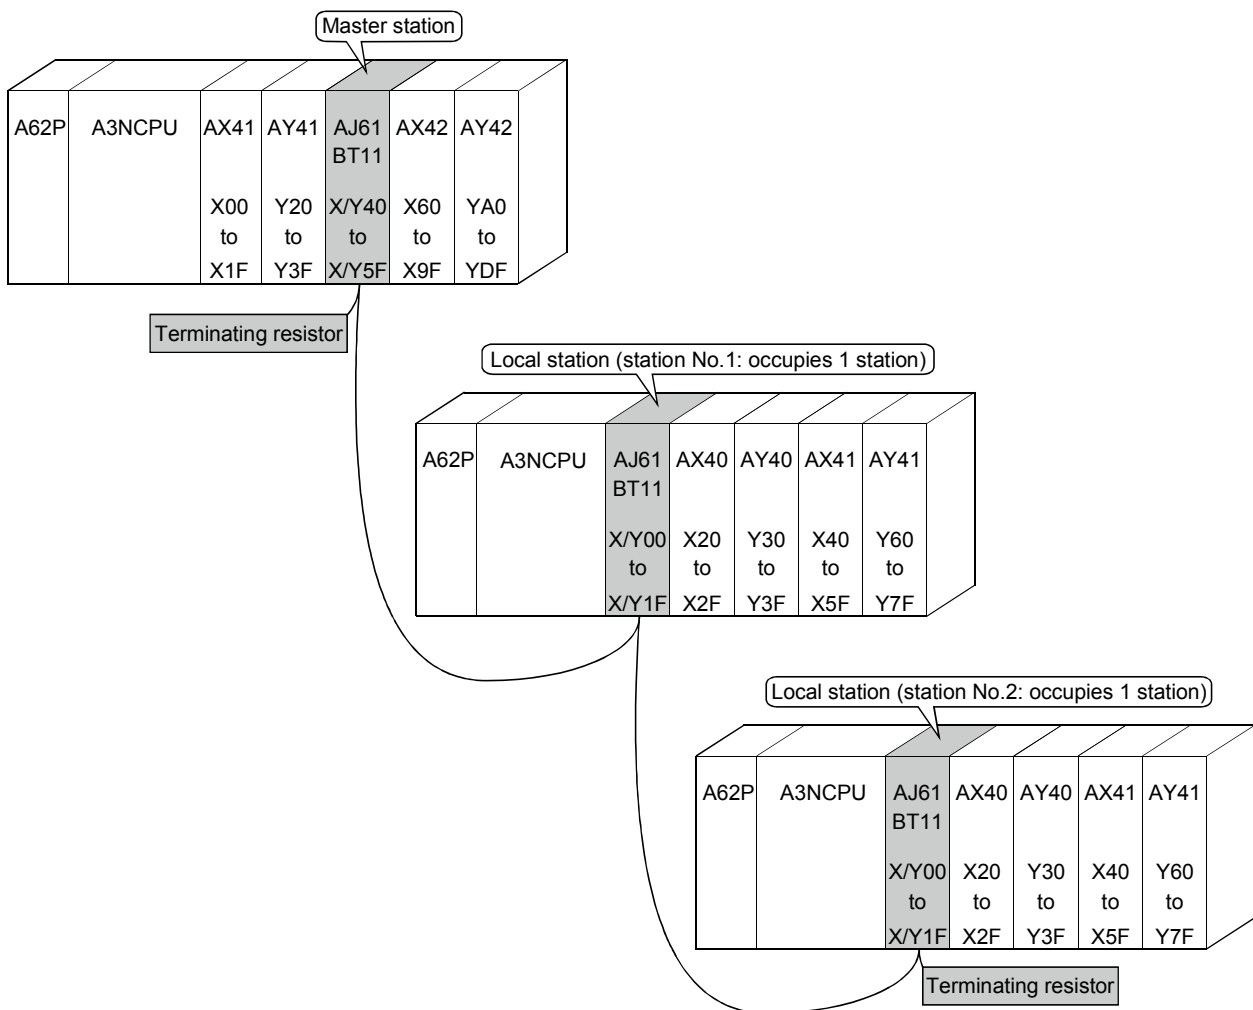 Master station
A62P A3NCPU AX41 AY41 AJ61 AX42 AY42
BT11
X00 Y20 X/Y40 X60 YA0
to to to to to
X1F Y3F X/Y5F X9F YDF
Terminating resistor
Local station (station No.1: occupies 1 station)
A62P A3NCPU AJ61 AX40 AY40 AX41 AY41
BT11
X/Y00 X20 Y30 X40 Y60
to to to to to
X/Y1F X2F Y3F X5F Y7F
Local station (station No.2: occupies 1 station)
A62P A3NCPU AJ61 AX40 AY40 AX41 AY41
BT11
X/Y00 X20 Y30 X40 Y60
to to to to to
X/Y1F X2F Y3F X5F Y7F
Terminating resistor